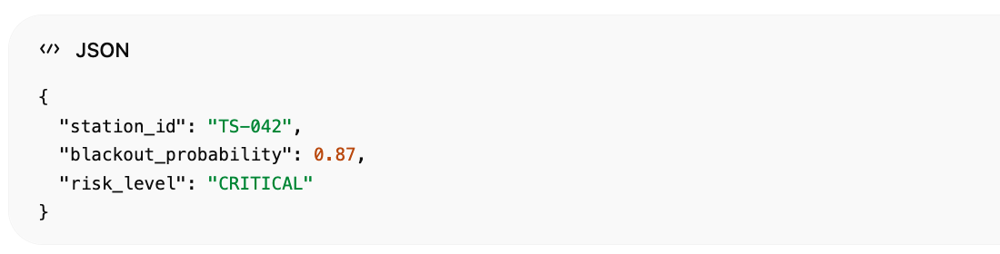 JSON
{
  "station_id": "TS-042",
  "blackout_probability": 0.87,
  "risk_level": "CRITICAL"
}